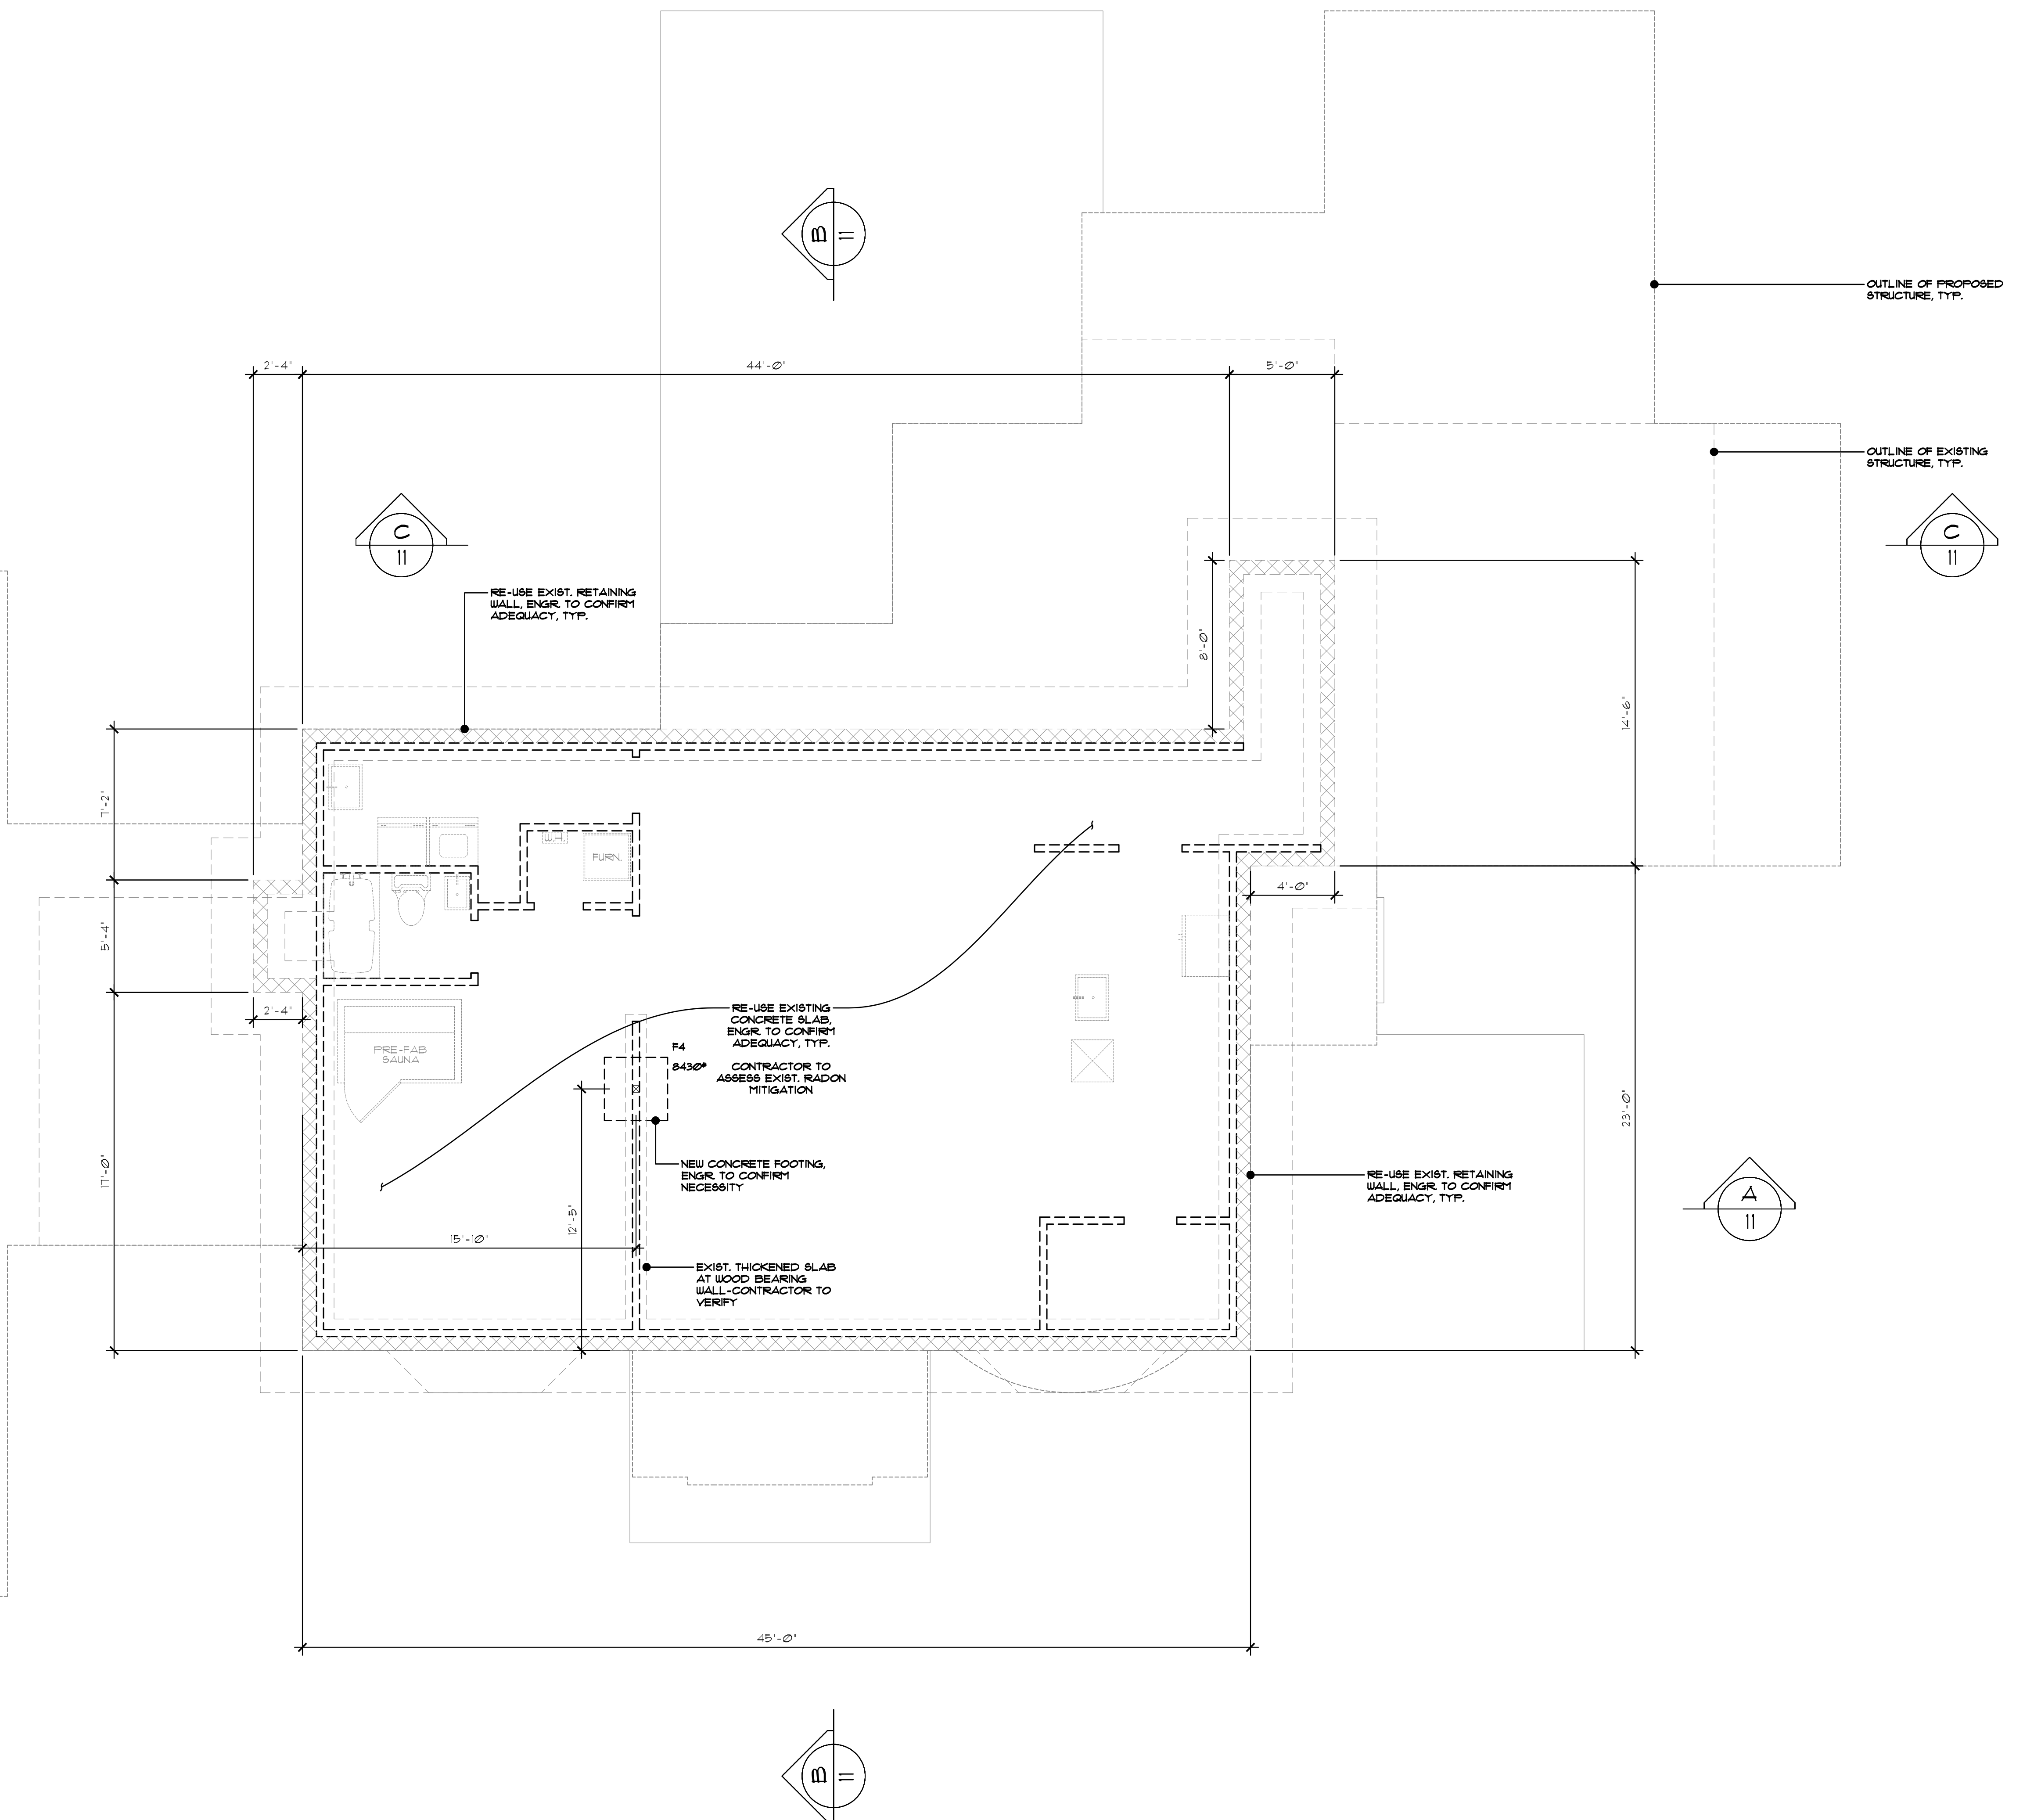 B
11
OUTLINE OF PROPOSED
STRUCTURE, TYP.
2'-4"
44'-0"
5'-0"
OUTLINE OF EXISTING
STRUCTURE, TYP.
C
11
C
11
RE-USE EXIST. RETAINING
WALL, ENGR. TO CONFIRM
ADEQUACY, TYP.
8'-0"
14'-6"
7'-2"
W.H.
FURN.
4'-0"
5'-4"
2'-4"
RE-USE EXISTING
CONCRETE SLAB,
ENGR. TO CONFIRM
ADEQUACY, TYP.
PRE-FAB
SAUNA
F4
8430#
CONTRACTOR TO
ASSESS EXIST. RADON
MITIGATION
23'-0"
NEW CONCRETE FOOTING,
ENGR. TO CONFIRM
NECESSITY
RE-USE EXIST. RETAINING
WALL, ENGR. TO CONFIRM
ADEQUACY, TYP.
A
11
17'-0"
12'-5"
15'-10"
EXIST. THICKENED SLAB
AT WOOD BEARING
WALL-CONTRACTOR TO
VERIFY
45'-0"
B
11